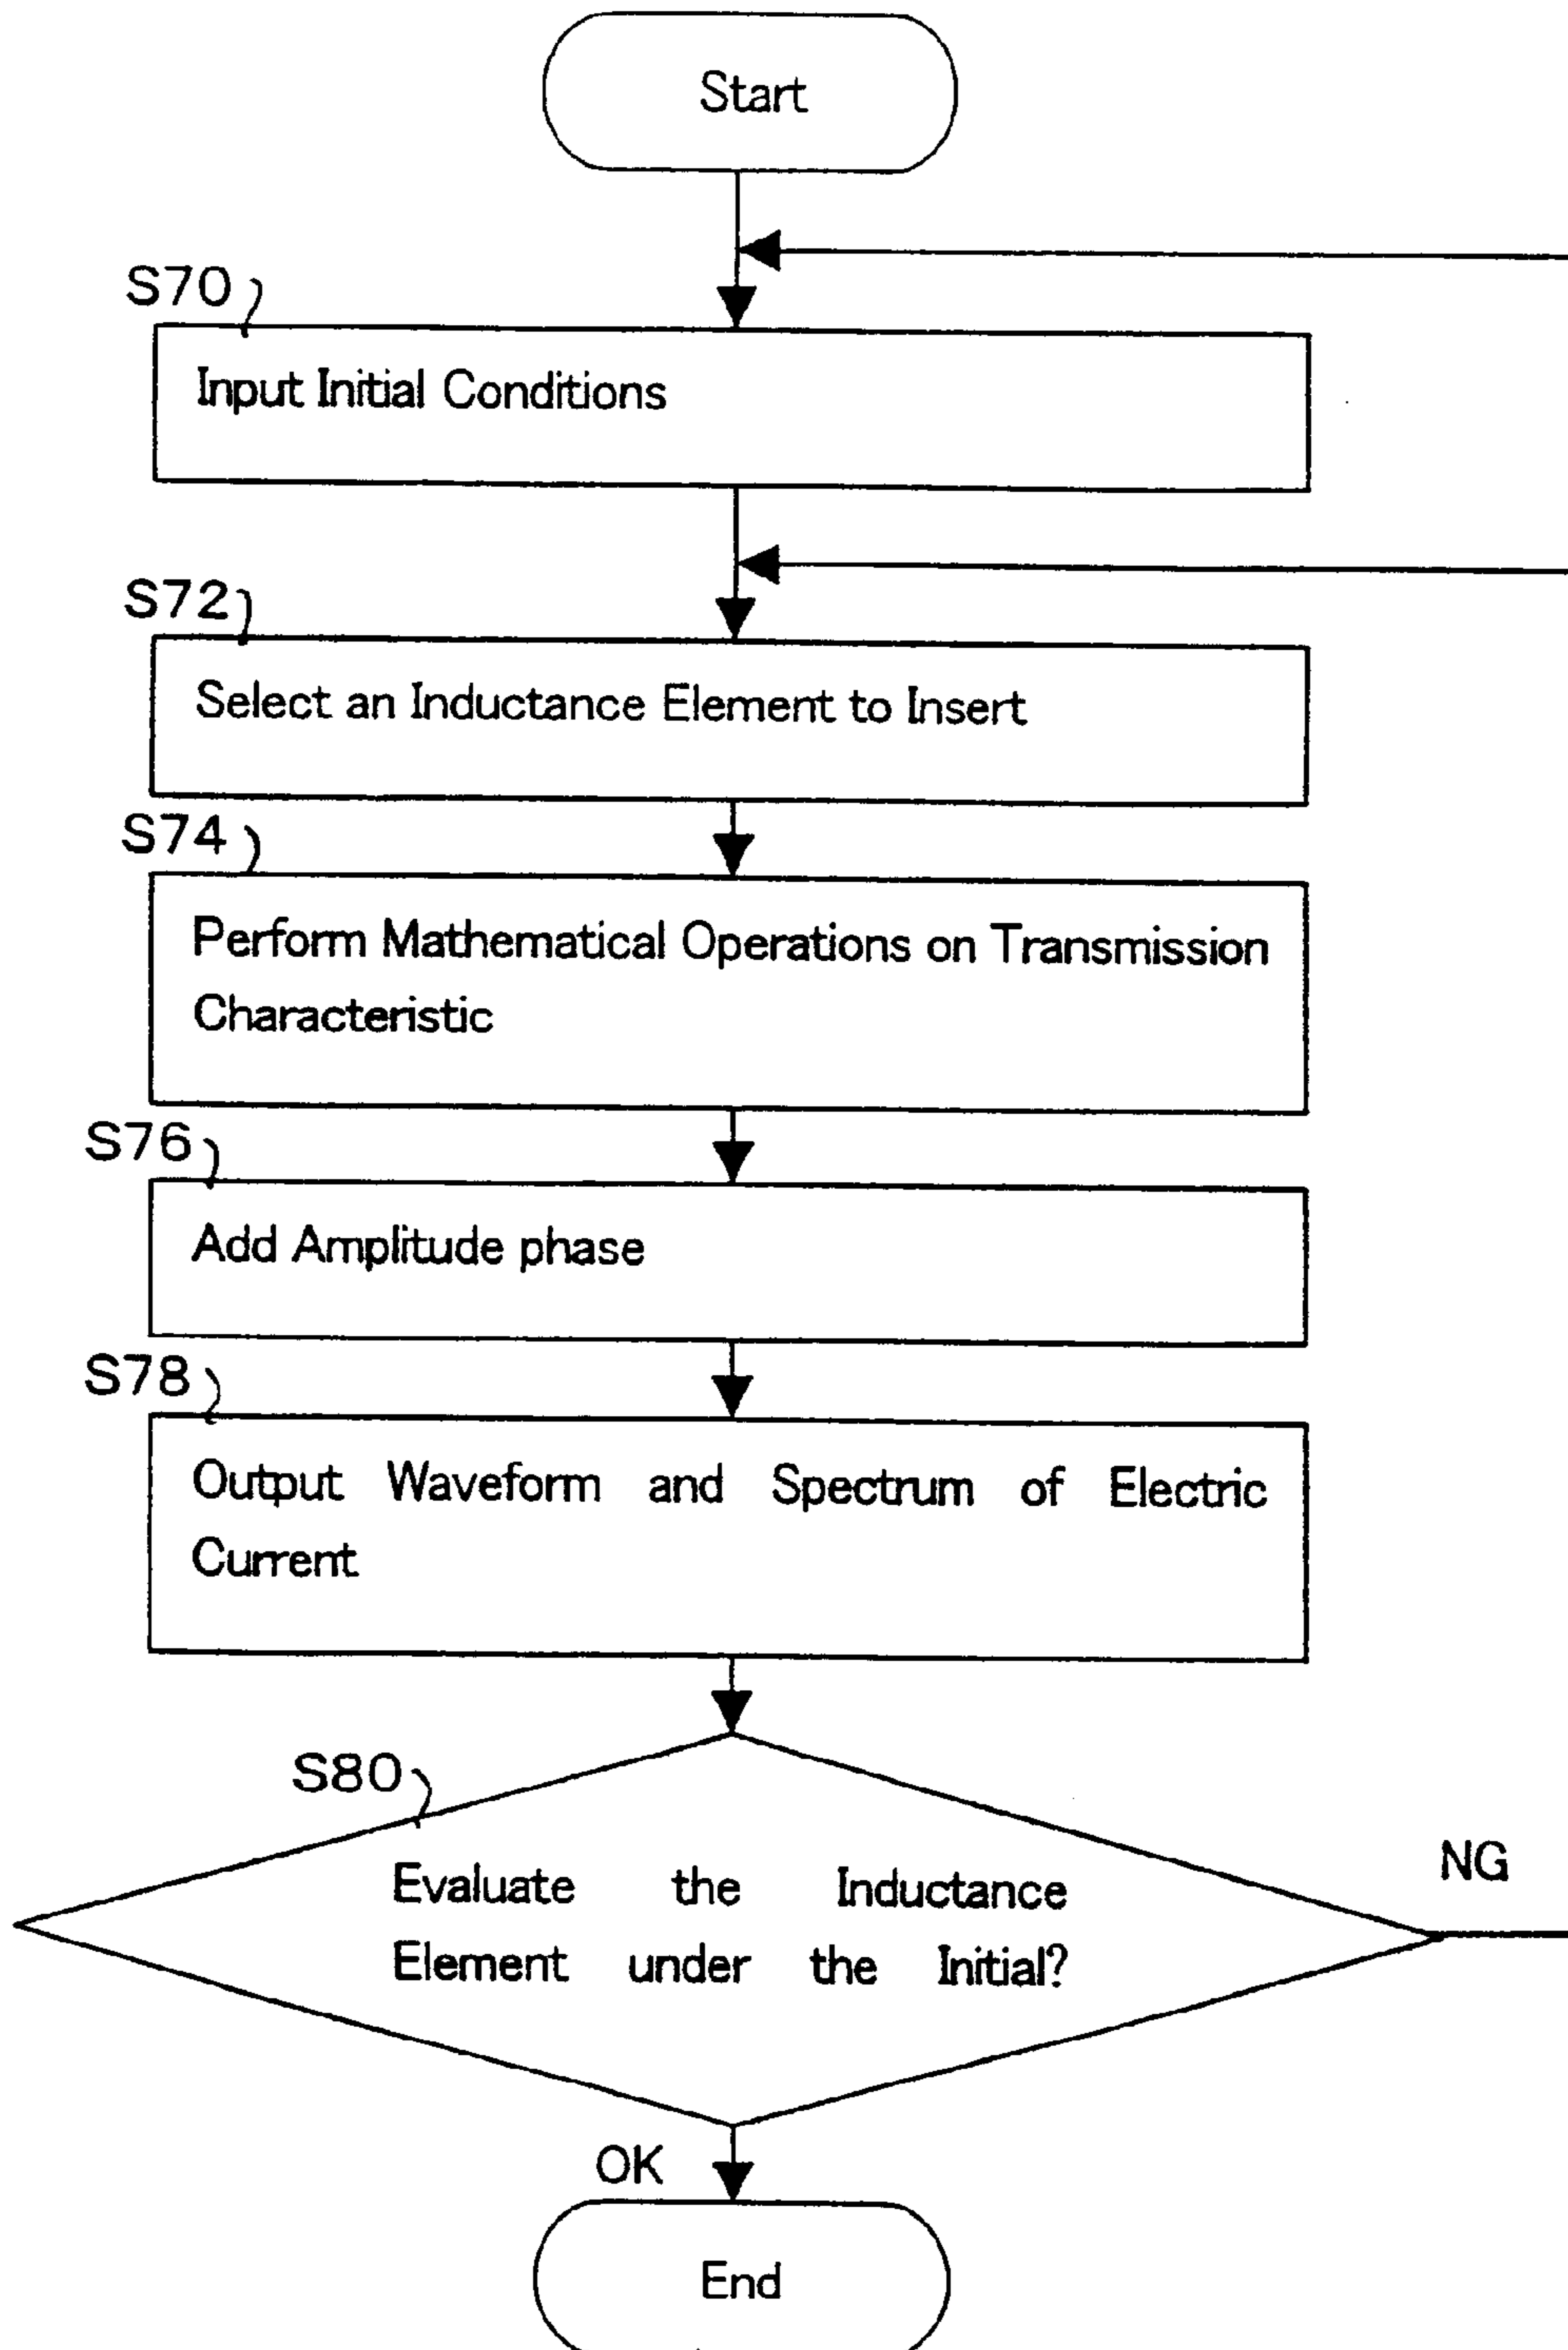 Start
S70
Input Initial Conditions
S72
Select an Inductance Element to Insert
S74
Perform Mathematical Operations on Transmission
Characteristic
S76
Add Amplitude phase
S78
Output Waveform and Spectrum of Electric
Current
S80
Evaluate the Inductance
Element under the Initial?
NG
OK
End